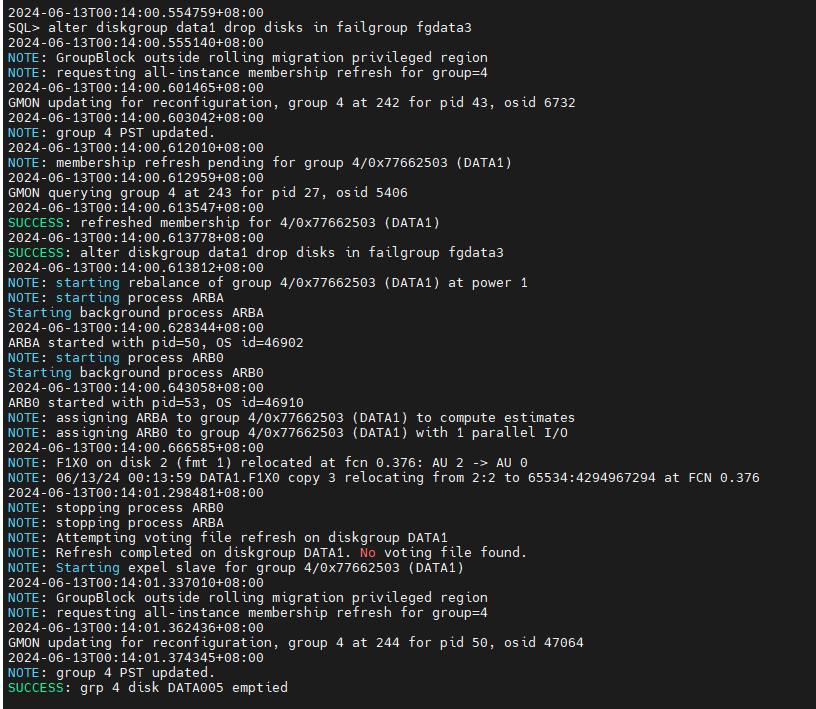 2024-06-13T00:14:00.554759+08:00
SQL> alter diskgroup data1 drop disks in failgroup fgdata3
2024-06-13T00:14:00.555140+08:00
NOTE: GroupBlock outside rolling migration privileged region
NOTE: requesting all-instance membership refresh for group=4
2024-06-13T00:14:00.601465+08:00
GMON updating for reconfiguration, group 4 at 242 for pid 43, osid 6732
2024-06-13T00:14:00.603042+08:00
NOTE: group 4 PST updated.
2024-06-13T00:14:00.612010+08:00
NOTE: membership refresh pending for group 4/0x77662503 (DATA1)
2024-06-13T00:14:00.612959+08:00
GMON querying group 4 at 243 for pid 27, osid 5406
2024-06-13T00:14:00.613547+08:00
SUCCESS: refreshed membership for 4/0x77662503 (DATA1)
2024-06-13T00:14:00.613778+08:00
SUCCESS: alter diskgroup data1 drop disks in failgroup fgdata3
2024-06-13T00:14:00.613812+08:00
NOTE: starting rebalance of group 4/0x77662503 (DATA1) at power 1
NOTE: starting process ARBA
Starting background process ARBA
2024-06-13T00:14:00.628344+08:00
ARBA started with pid=50, OS id=46902
NOTE: starting process ARB0
Starting background process ARB0
2024-06-13T00:14:00.643058+08:00
ARB0 started with pid=53, OS id=46910
NOTE: assigning ARBA to group 4/0x77662503 (DATA1) to compute estimates
NOTE: assigning ARB0 to group 4/0x77662503 (DATA1) with 1 parallel I/O
2024-06-13T00:14:00.666585+08:00
NOTE: F1X0 on disk 2 (fmt 1) relocated at fcn 0.376: AU 2 -> AU 0
NOTE: 06/13/24 00:13:59 DATA1.F1X0 copy 3 relocating from 2:2 to 65534:4294967294 at FCN 0.376
2024-06-13T00:14:01.298481+08:00
NOTE: stopping process ARB0
NOTE: stopping process ARBA
NOTE: Attempting voting file refresh on diskgroup DATA1
NOTE: Refresh completed on diskgroup DATA1. No voting file found.
NOTE: Starting expel slave for group 4/0x77662503 (DATA1)
2024-06-13T00:14:01.337010+08:00
NOTE: GroupBlock outside rolling migration privileged region
NOTE: requesting all-instance membership refresh for group=4
2024-06-13T00:14:01.362436+08:00
GMON updating for reconfiguration, group 4 at 244 for pid 50, osid 47064
2024-06-13T00:14:01.374345+08:00
NOTE: group 4 PST updated.
SUCCESS: grp 4 disk DATA005 emptied